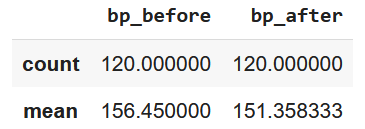 bp_before bp_after
count 120.000000 120.000000
mean 156.450000 151.358333